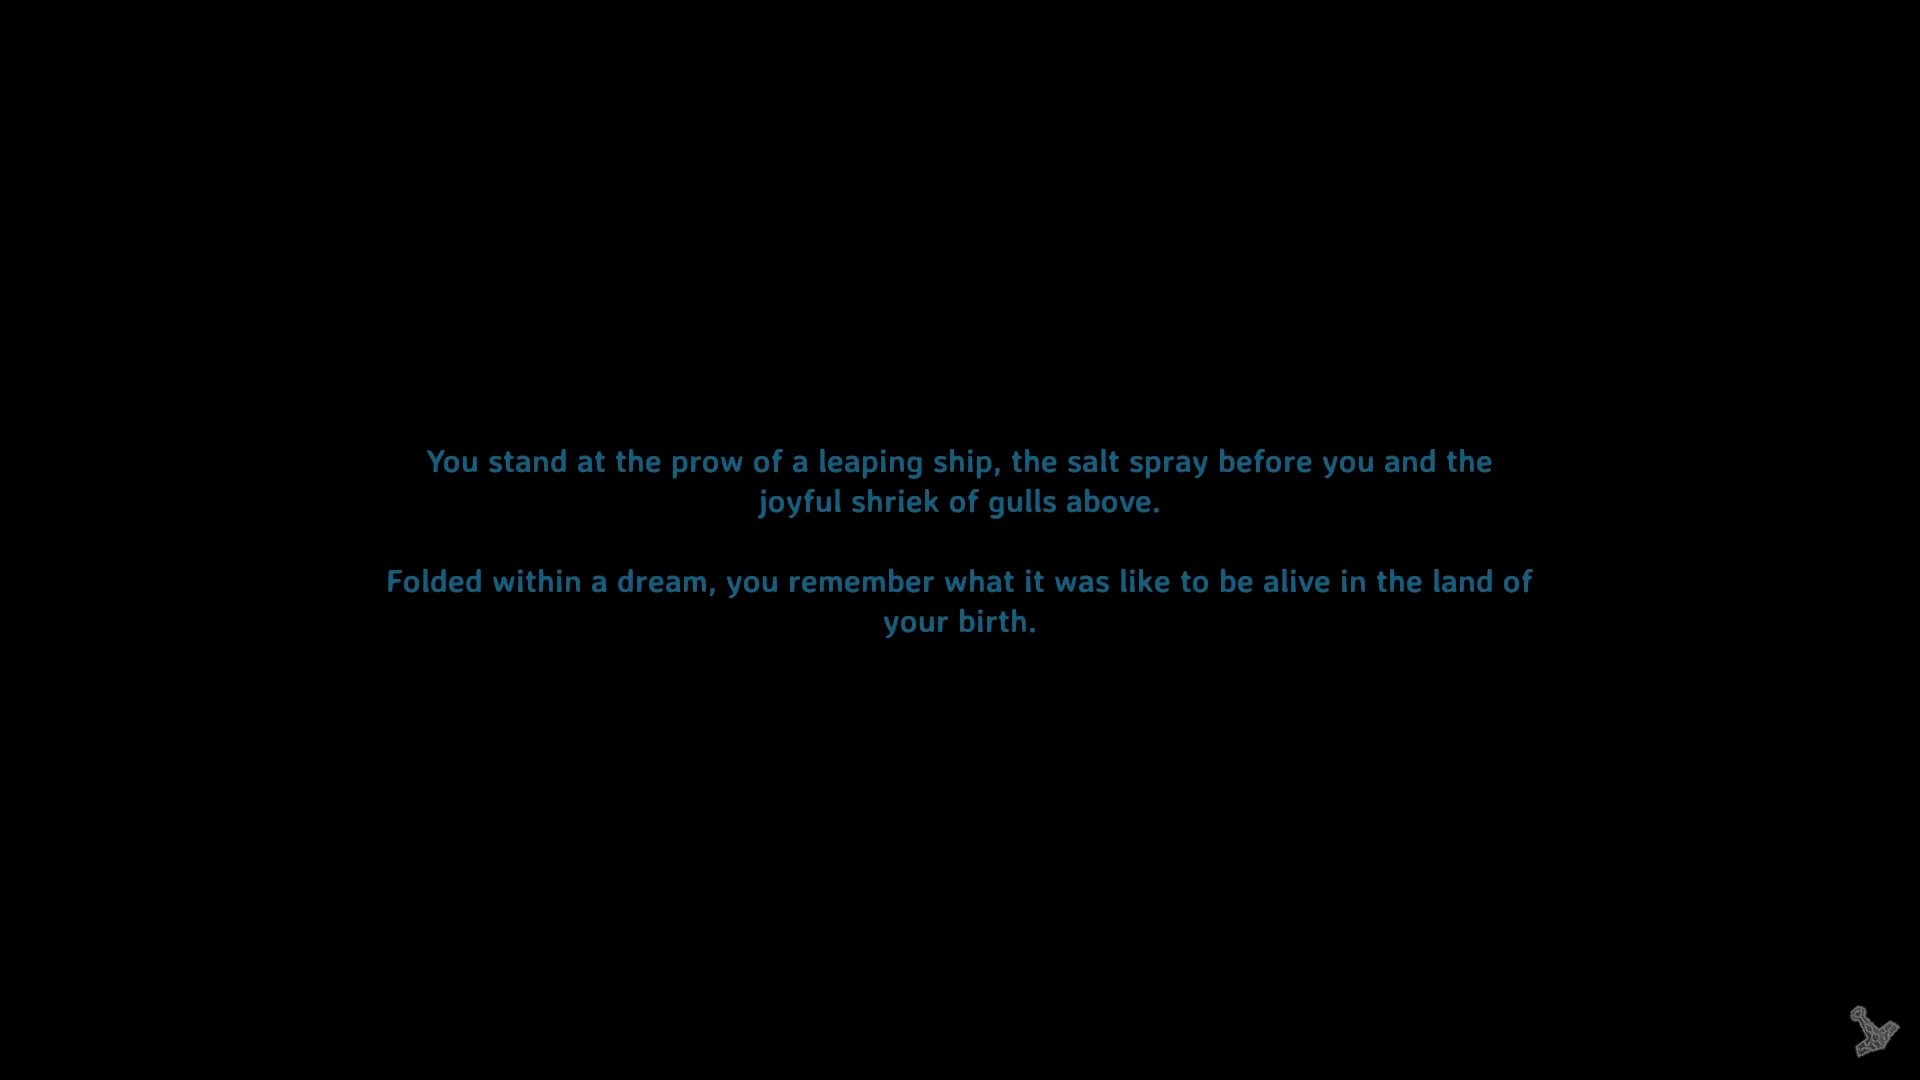 You stand at the prow of a leaping ship, the salt spray before you and the
joyful shriek of gulls above.
Folded within a dream, you remember what it was like to be alive in the land of
your birth.